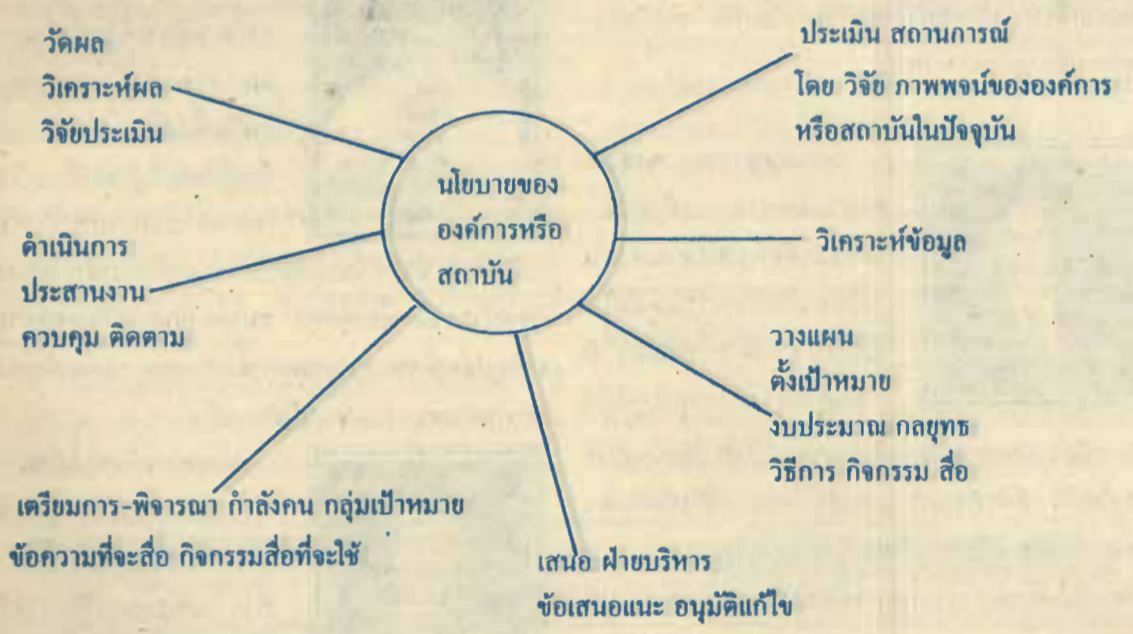 วัดผล
วิเคราะห์ผล
วิจัยประเมิน
ประเมิน สถานการณ์
โดย วิจัย ภาพพจน์ขององค์การ
หรือสถาบันในปัจจุบัน
นโยบายของ
องค์การหรือ
สถาบัน
ดำเนินการ
ประสานงาน
ควบคุม ติดตาม
วิเคราะห์ข้อมูล
วางแผน
ตั้งเป้าหมาย
งบประมาณ กลยุทธ
วิธีการ กิจกรรม สื่อ
เตรียมการ-พิจารณา กำลังคน กลุ่มเป้าหมาย
ข้อความที่จะสื่อ กิจกรรมสื่อที่จะใช้
เสนอ ฝ่ายบริหาร
ข้อเสนอแนะ อนุมัติแก้ไข